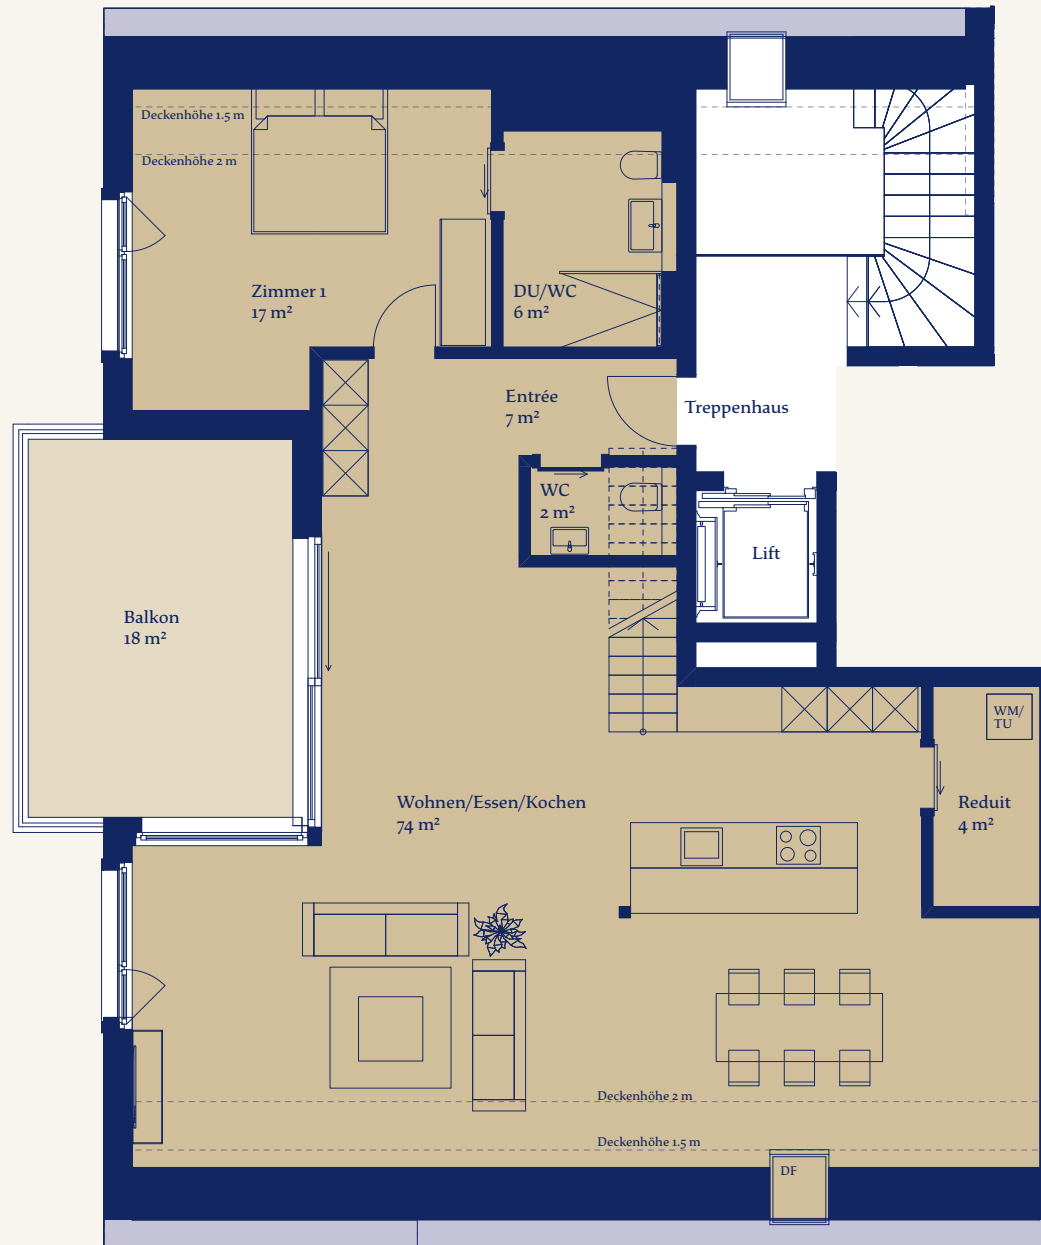 Deckenhöhe 1.5 m
Deckenhöhe 2 m
Zimmer 1
17 m²
DU/WC
6 m²
Entrée
7 m²
Treppenhaus
WC
2 m²
Lift
Balkon
18 m²
WM/
TU
Wohnen/Essen/Kochen
74 m²
Reduit
4 m²
Deckenhöhe 2 m
Deckenhöhe 1.5 m
DF